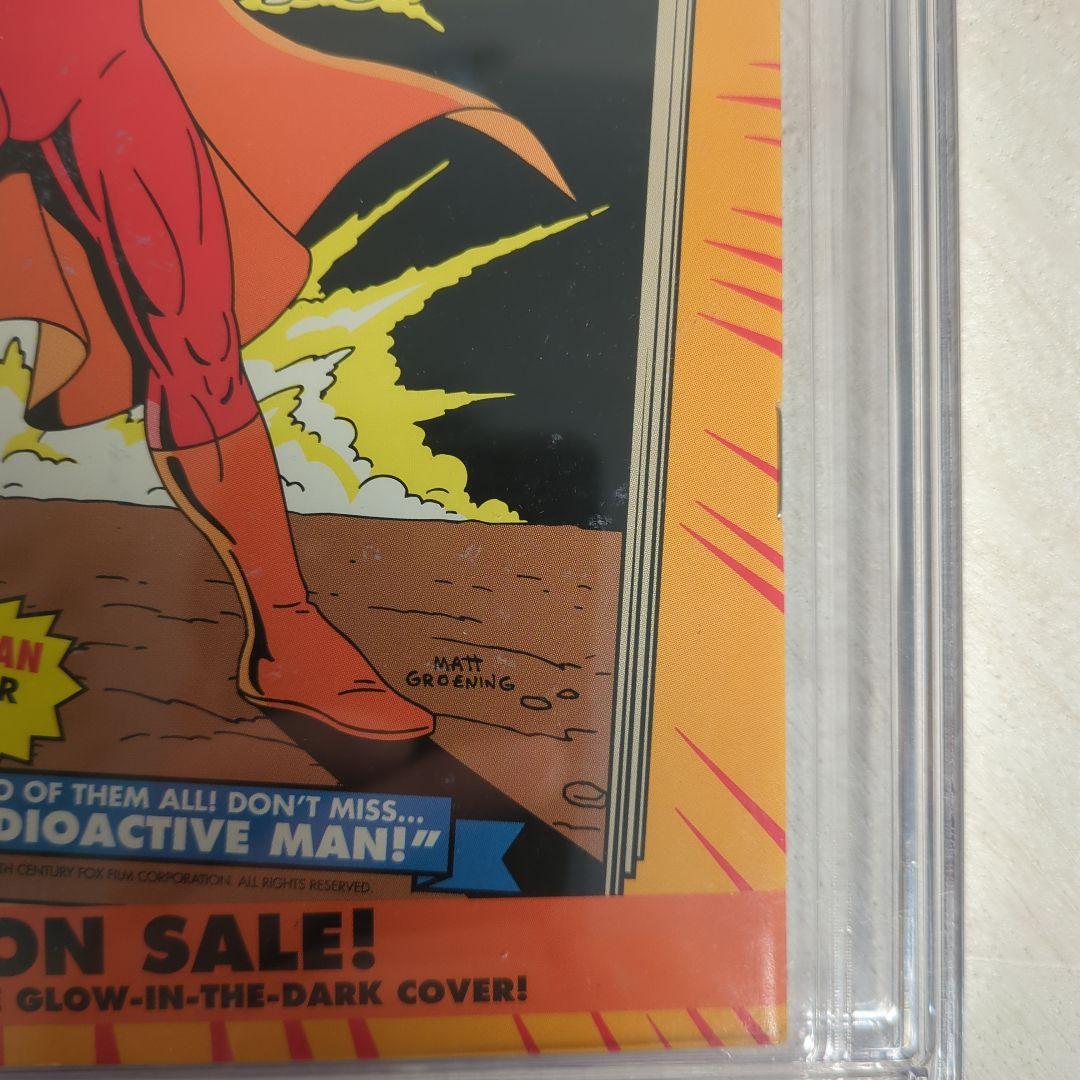 MATT
GROENING
AN
R
O OF THEM ALL! DON'T MISS...
DIOACTIVE MAN!"
TH CENTURY FOX FILM CORPORATION. ALL RIGHTS RESERVED.
ON SALE!
E GLOW-IN-THE-DARK COVER!